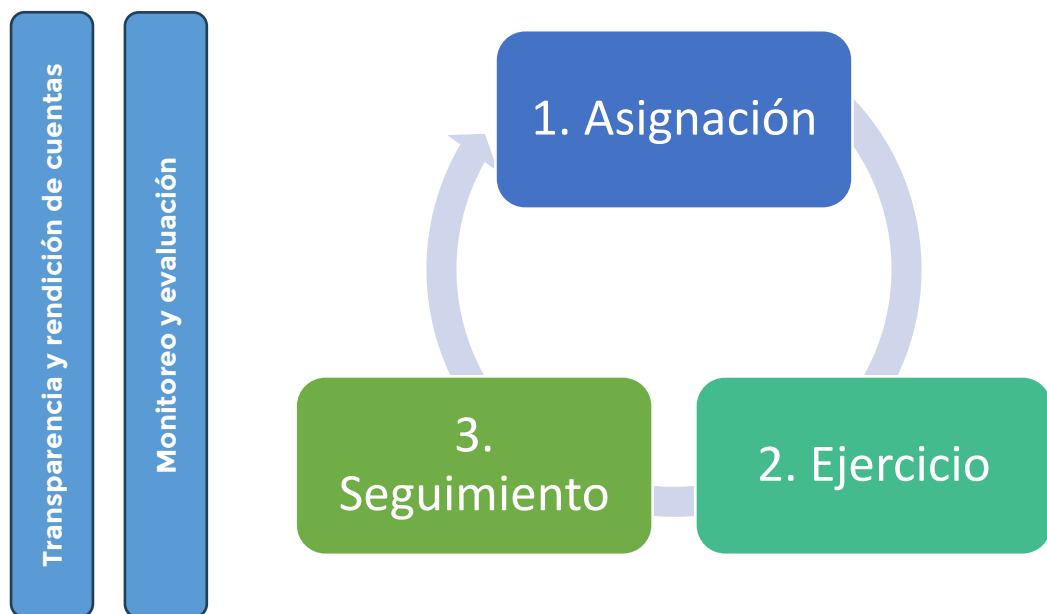 Transparencia y rendición de cuentas
Monitoreo y evaluación
1. Asignación
2. Ejercicio
3.
Seguimiento